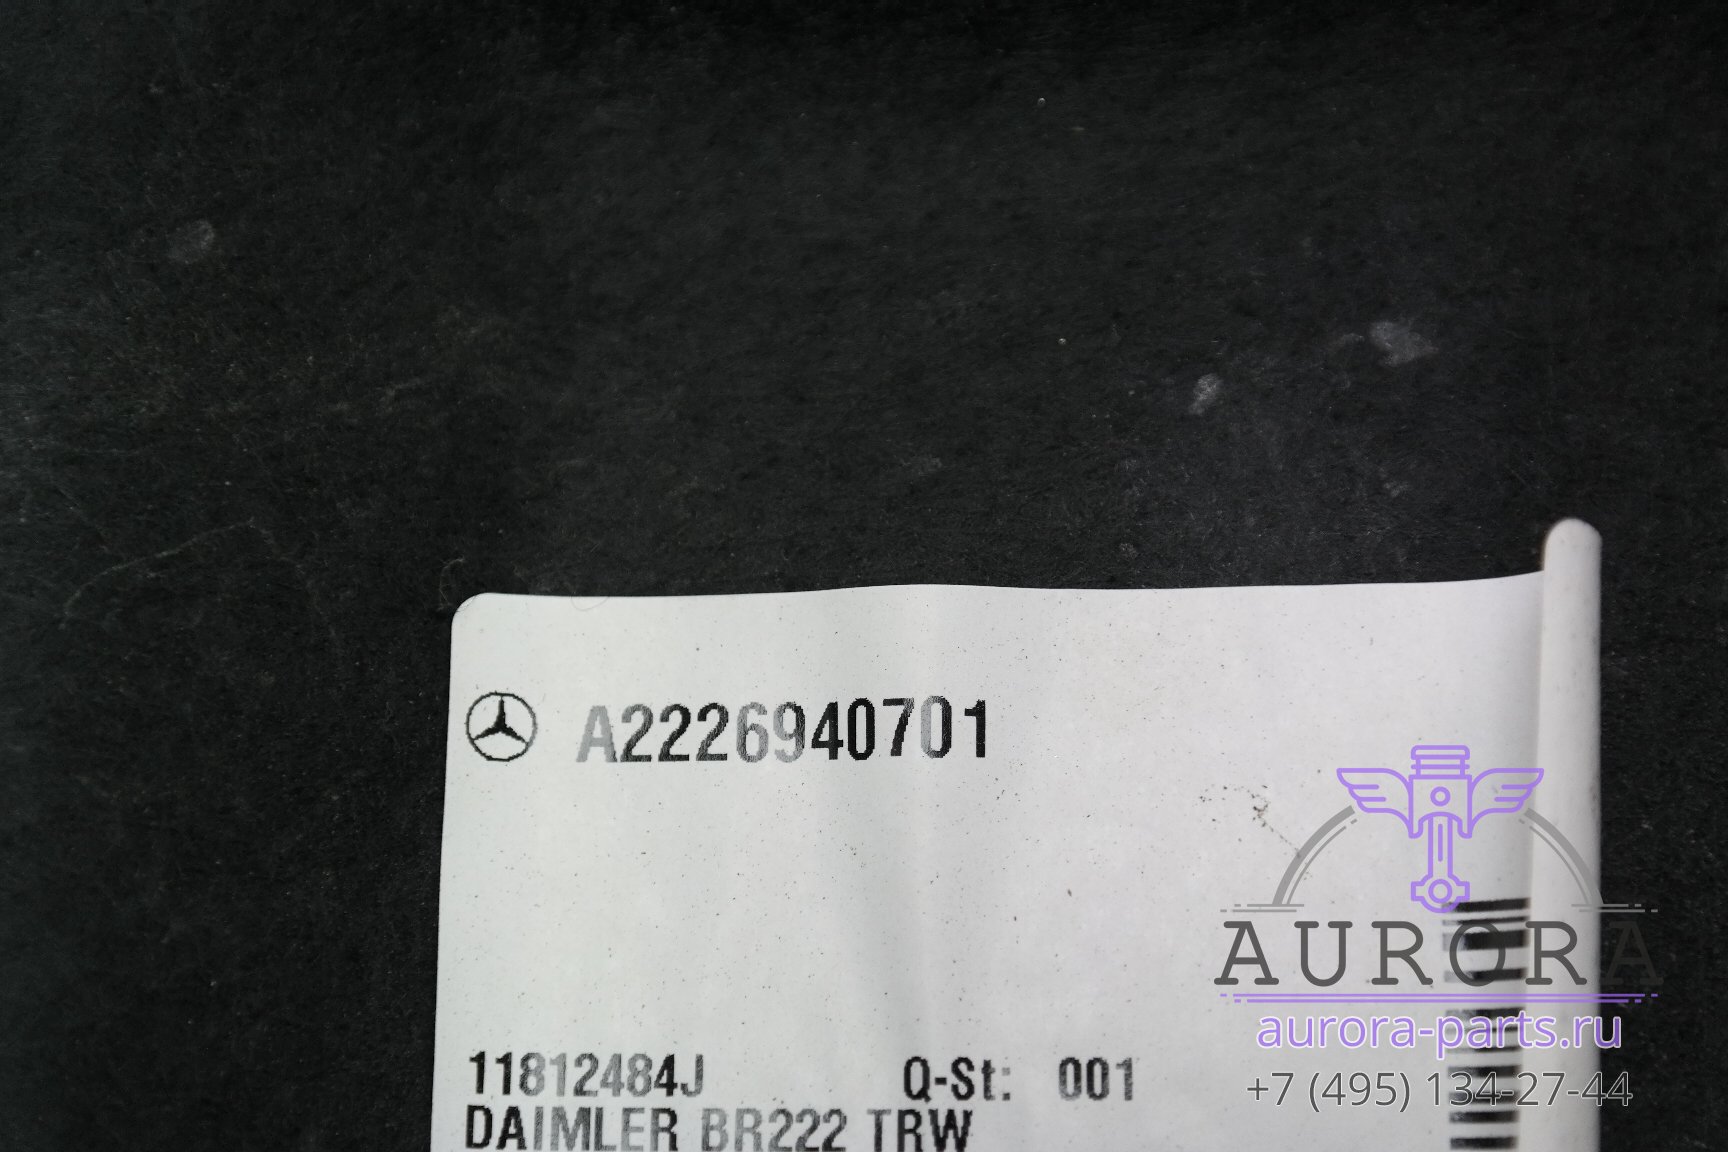 A2226940701
11812484J Q-St: 001
DAIMLER BR222 TRW
AURORA
aurora-parts.ru
+7 (495) 134-27-44